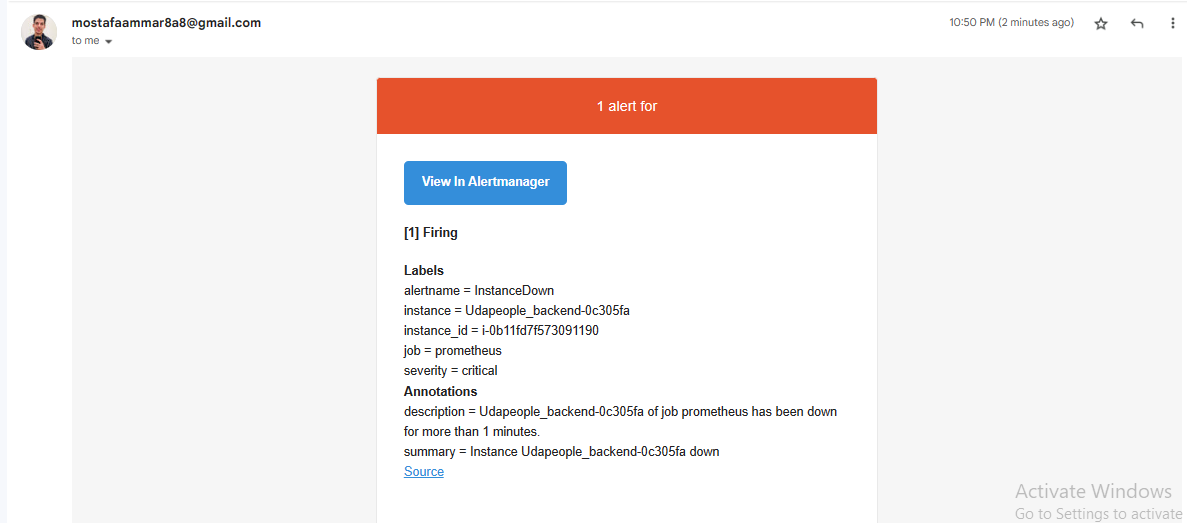 mostafaammar8a8@gmail.com
10:50 PM (2 minutes ago)
to me
1 alert for
View In Alertmanager
[1] Firing
Labels
alertname = InstanceDown
instance = Udapeople_backend-0c305fa
instance_id = i-0b11fd7f573091190
job = prometheus
severity = critical
Annotations
description = Udapeople_backend-0c305fa of job prometheus has been down
for more than 1 minutes.
summary = Instance Udapeople_backend-0c305fa down
Source
Activate Windows
Go to Settings to activate